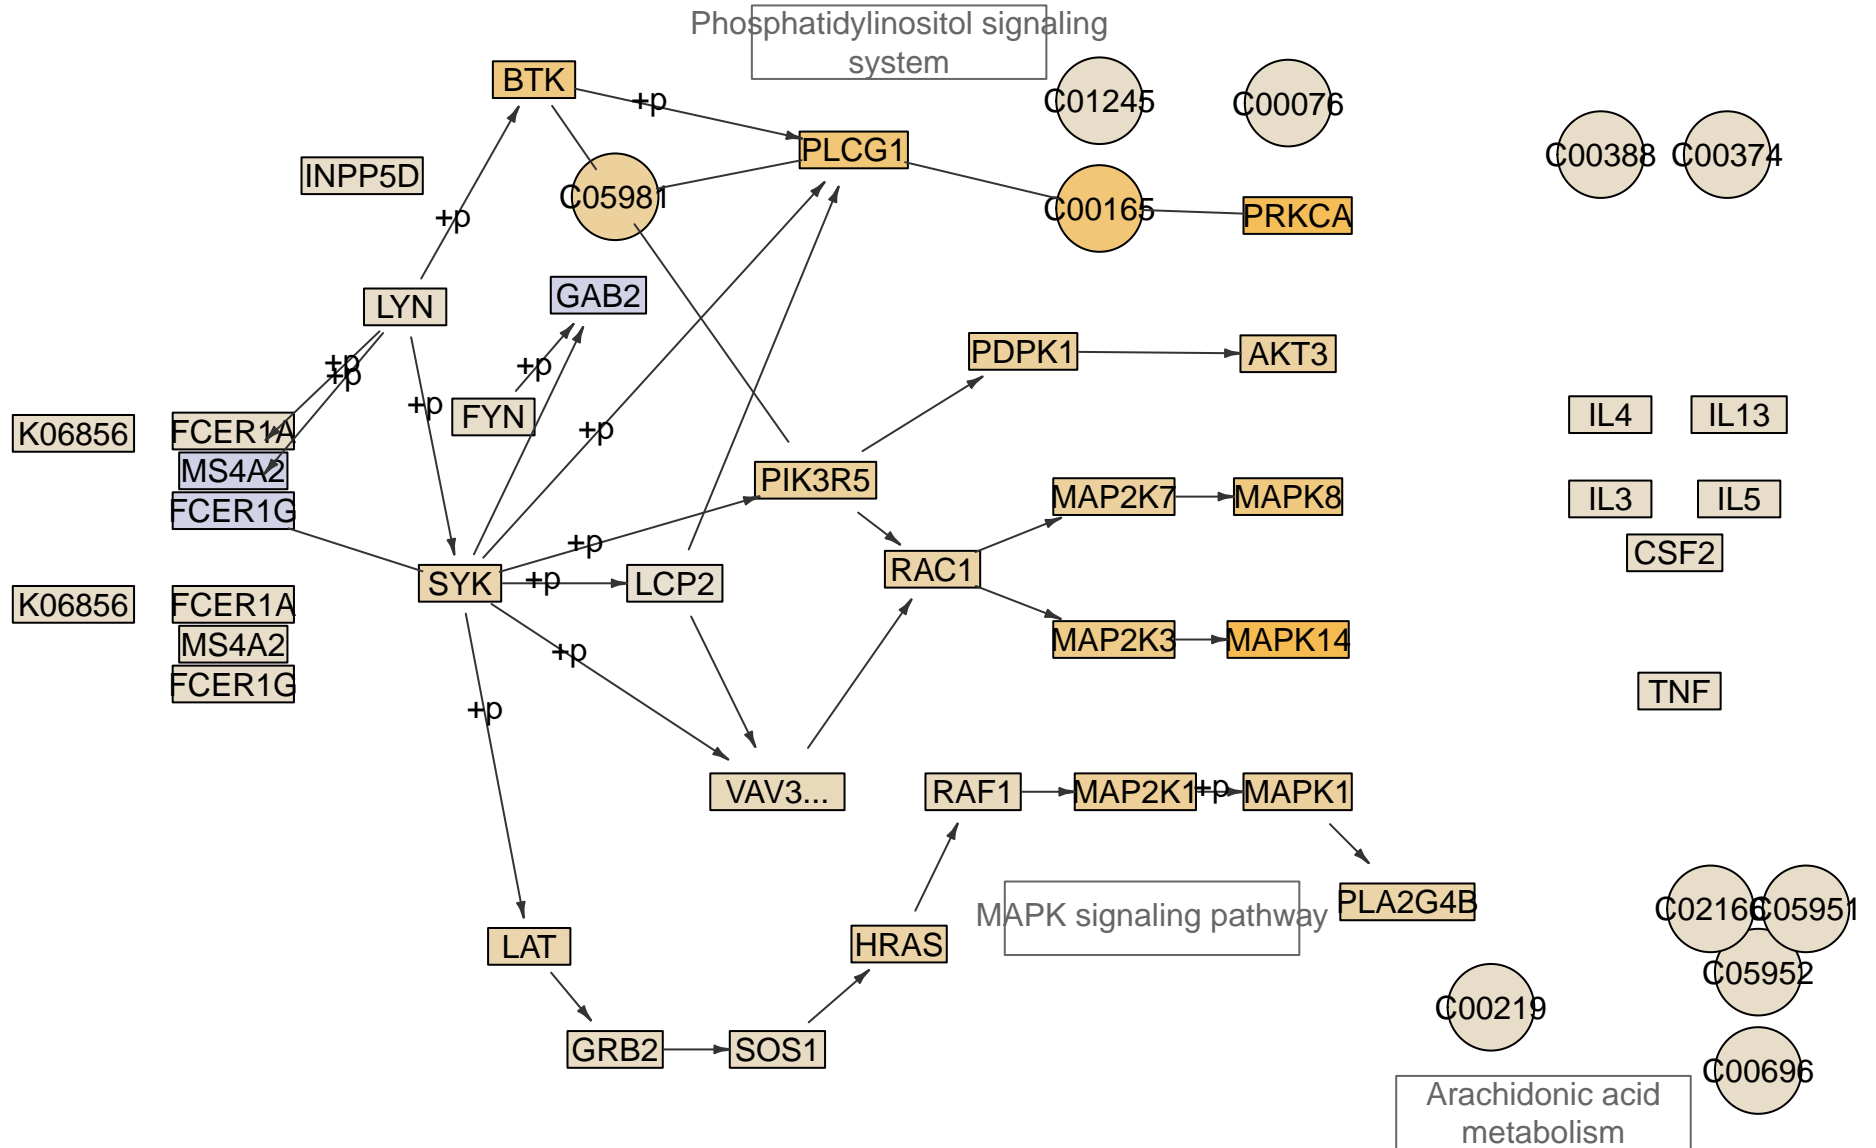 Phosphatidylinositol signaling
system
BTK
+p
C01245
C00076
PLCG1
C00388
C00374
INPP5D
C05981
C00165
PRKCA
+p
LYN
GAB2
PDPK1
AKT3
+p
+p
+p
+p
FYN
+p
K06856
FCER1A
IL4
IL13
MS4A2
PIK3R5
FCER1G
MAP2K7
MAPK8
IL3
IL5
+p
CSF2
SYK
+p
LCP2
RAC1
K06856
FCER1A
MS4A2
+p
MAP2K3
MAPK14
FCER1G
TNF
+p
VAV3...
RAF1
MAP2K1
+p
MAPK1
PLA2G4B
C02166
C05951
MAPK signaling pathway
LAT
HRAS
C05952
C00219
GRB2
SOS1
C00696
Arachidonic acid
metabolism